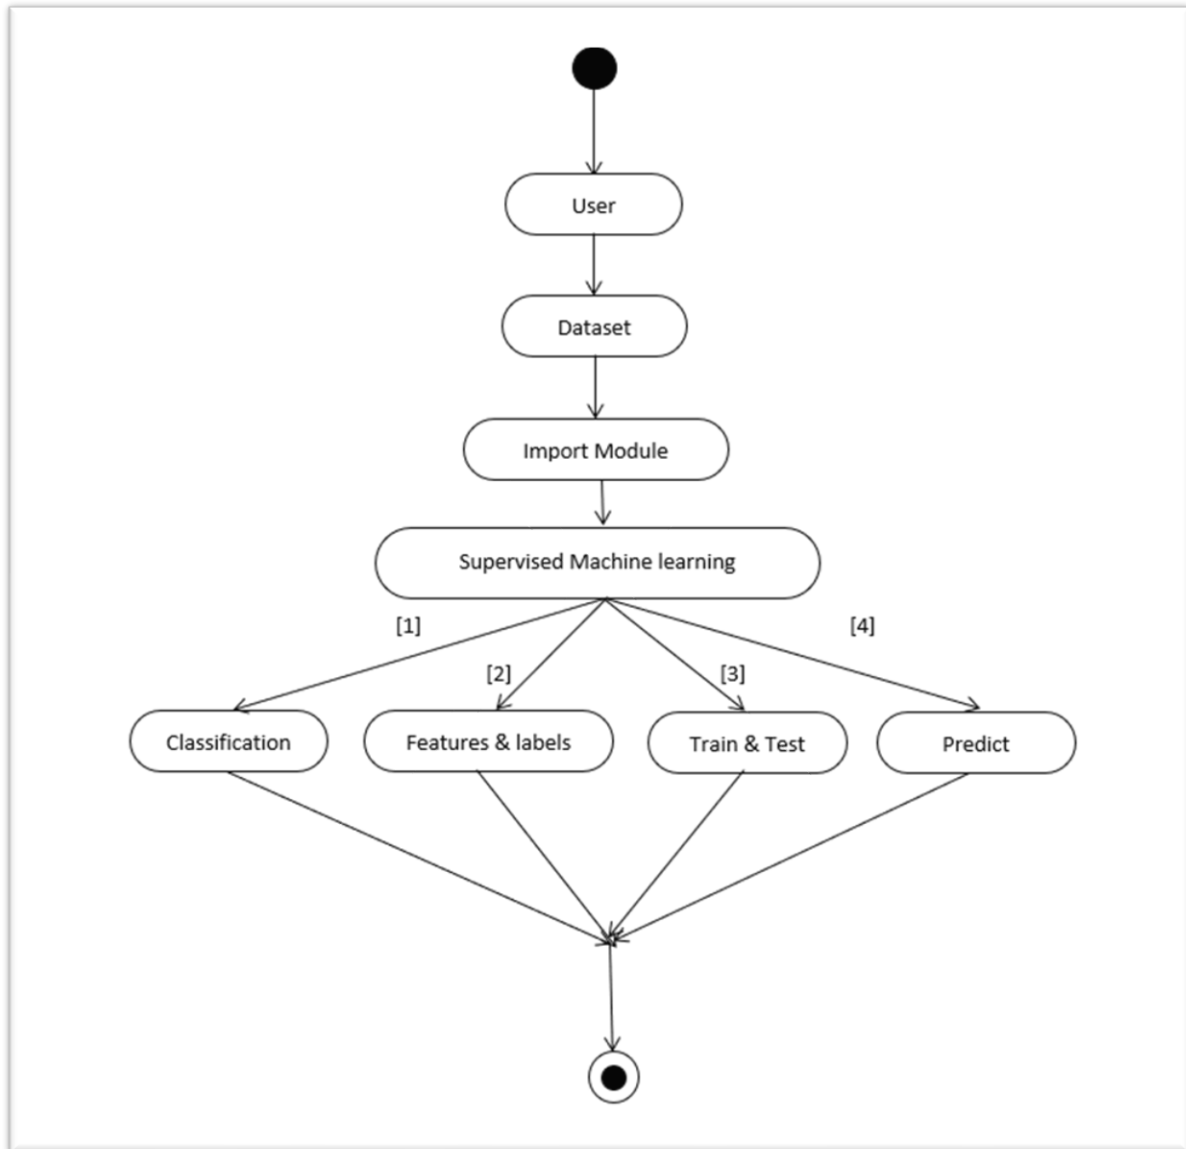 User
Dataset
Import Module
Supervised Machine learning
[1]
[4]
[2]
[3]
Classification
Features & labels
Train & Test
Predict